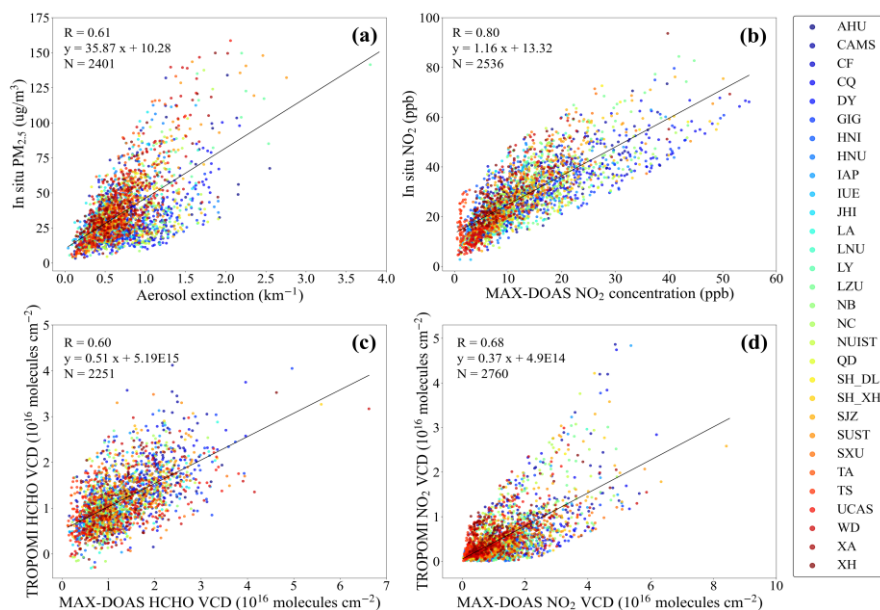 (a)
R = 0.61
y = 35.87 x + 10.28
N = 2401
In situ PM2.5 (ug/m3)
175
150
125
100
75
50
25
0
0.0 0.5 1.0 1.5 2.0 2.5 3.0 3.5 4.0
Aerosol extinction (km−1)
(b)
R = 0.80
y = 1.16 x + 13.32
N = 2536
In situ NO2 (ppb)
100
80
60
40
20
0
0 10 20 30 40 50 60
MAX-DOAS NO2 concentration (ppb)
(c)
R = 0.60
y = 0.51 x + 5.19E15
N = 2251
TROPOMI HCHO VCD (10^16 molecules cm−2)
5
4
3
2
1
0
0 1 2 3 4 5 6 7
MAX-DOAS HCHO VCD (10^16 molecules cm−2)
(d)
R = 0.68
y = 0.37 x + 4.9E14
N = 2760
TROPOMI NO2 VCD (10^16 molecules cm−2)
5
4
3
2
1
0
0 2 4 6 8 10
MAX-DOAS NO2 VCD (10^16 molecules cm−2)
AHU
CAMS
CF
CQ
DY
GIG
HNI
HNU
IAP
IUE
JHI
LA
LNU
LY
LZU
NB
NC
NUIST
QD
SH_DL
SH_XH
SJZ
SUST
SXU
TA
TS
UCAS
WD
XA
XH